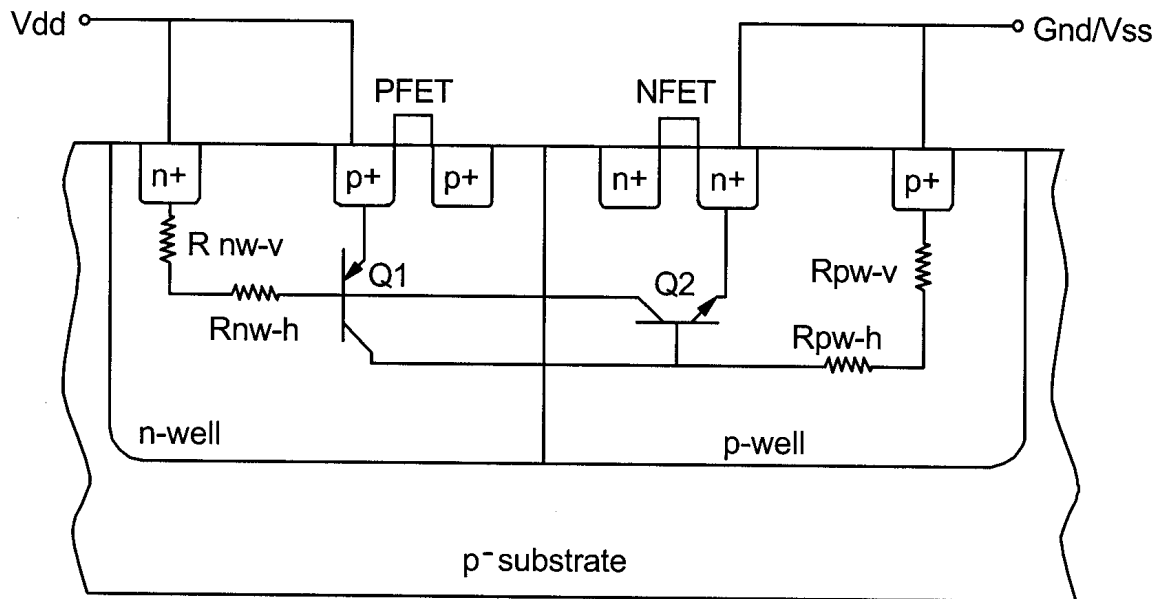 Vdd
Gnd/Vss
PFET
NFET
n+
p+
p+
n+
n+
p+
R nw-v
Q1
Q2
Rpw-v
Rnw-h
Rpw-h
n-well
p-well
p⁻ substrate